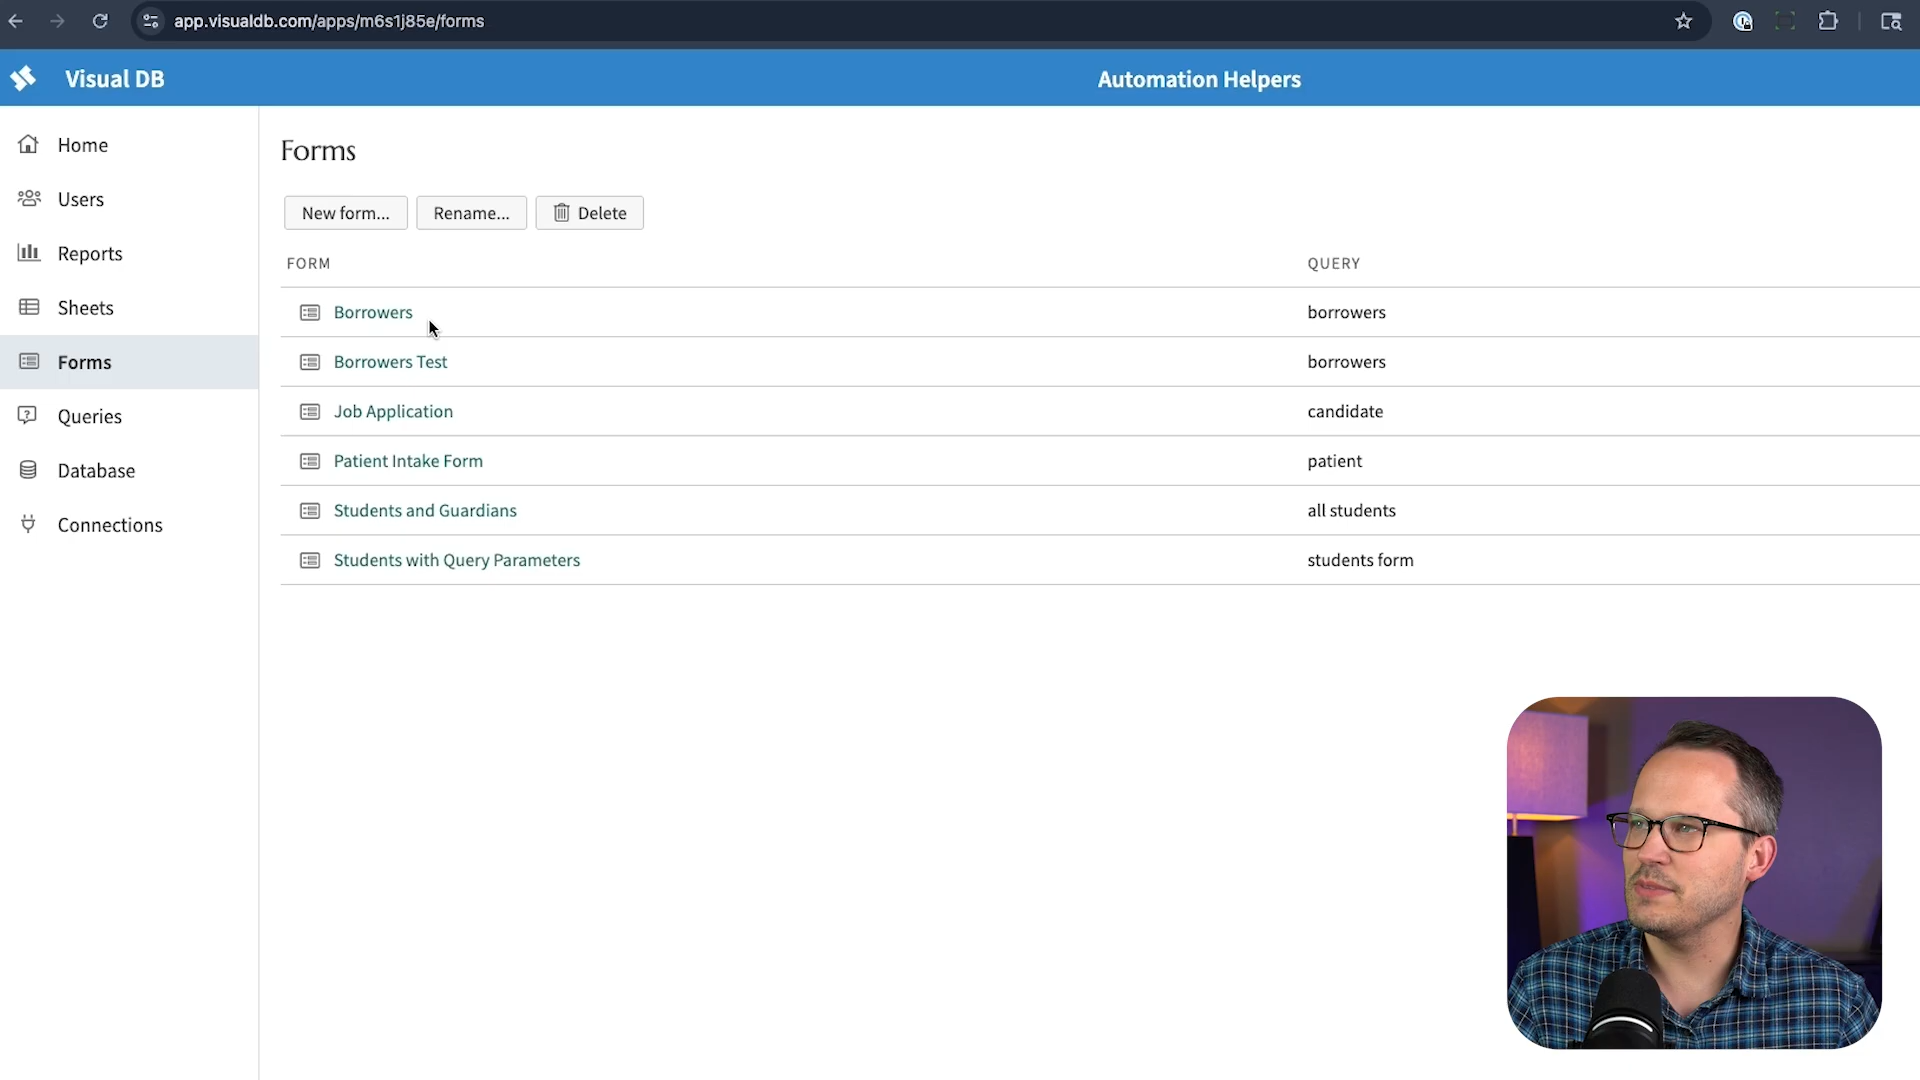 app.visualdb.com/apps/m6s1j85e/forms
Visual DB
Automation Helpers
Home
Users
Reports
Sheets
Forms
Queries
Database
Connections
Forms
New form...
Rename...
Delete
FORM
QUERY
Borrowers
borrowers
Borrowers Test
borrowers
Job Application
candidate
Patient Intake Form
patient
Students and Guardians
all students
Students with Query Parameters
students form